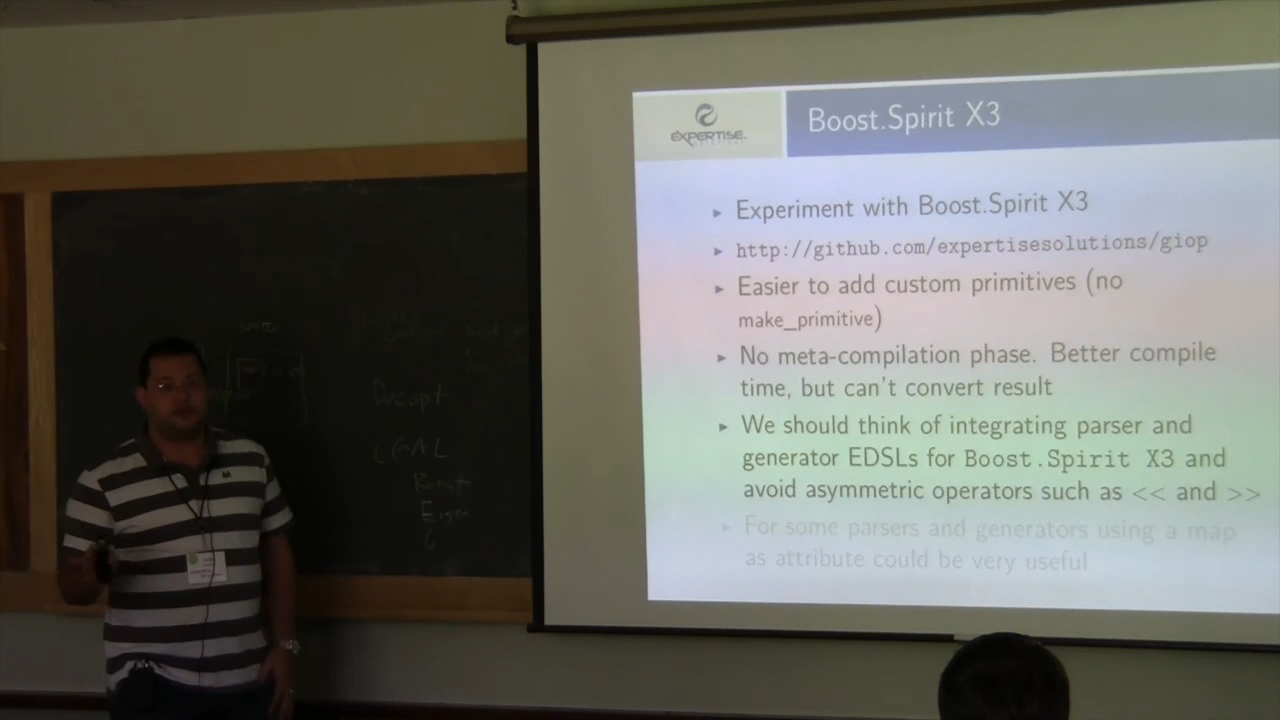 EXPERTISE.
SOLUTIONS
Boost.Spirit X3
▸ Experiment with Boost.Spirit X3
▸ http://github.com/expertisesolutions/giop
▸ Easier to add custom primitives (no
make_primitive)
▸ No meta-compilation phase. Better compile
time, but can't convert result
▸ We should think of integrating parser and
generator EDSLs for Boost.Spirit X3 and
avoid asymmetric operators such as << and >>
▸ For some parsers and generators using a map
as attribute could be very useful
Docopt
CGAL
Boost
Eigen